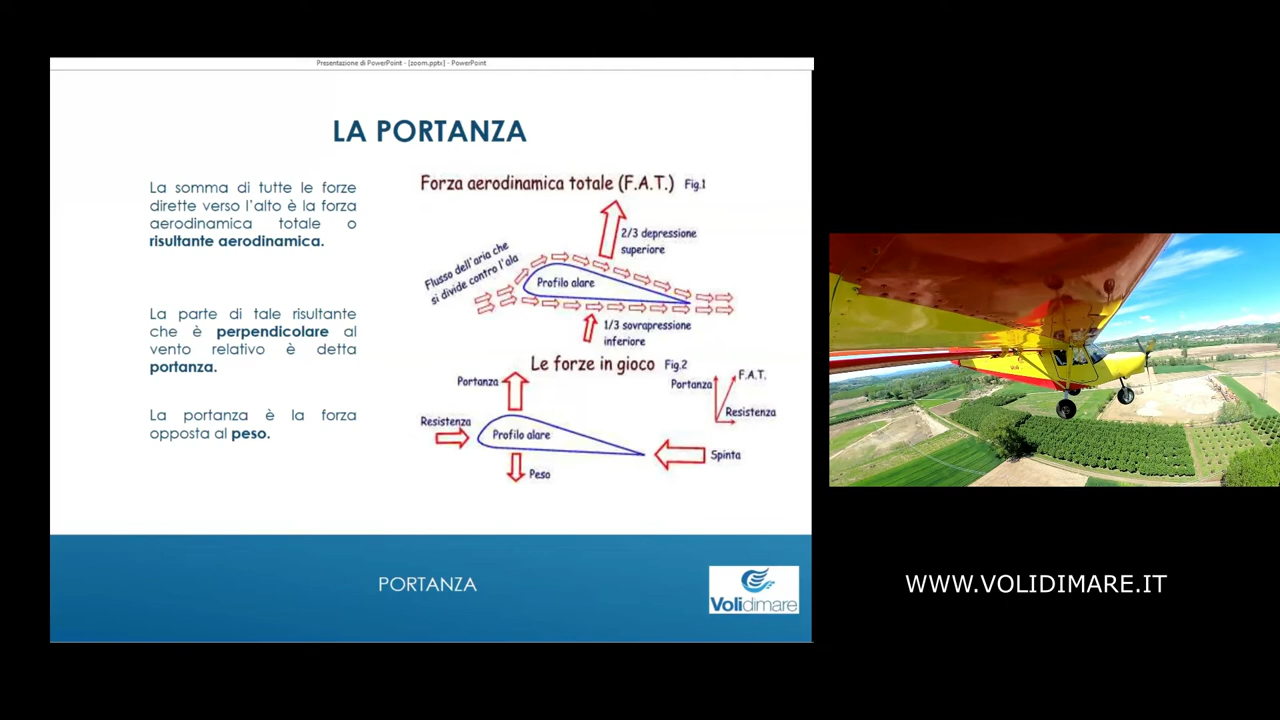 Presentazione di PowerPoint - [zoom.pptx] - PowerPoint
LA PORTANZA
La somma di tutte le forze
dirette verso l'alto è la forza
aerodinamica totale o
risultante aerodinamica.
La parte di tale risultante
che è perpendicolare al
vento relativo è detta
portanza.
La portanza è la forza
opposta al peso.
Forza aerodinamica totale (F.A.T.) Fig.1
2/3 depressione
superiore
Flusso dell'aria che
si divide contro l'ala
Profilo alare
1/3 sovrapressione
inferiore
Le forze in gioco Fig.2
Portanza
Resistenza
Profilo alare
Peso
Spinta
Portanza
F.A.T.
Resistenza
PORTANZA
Volidimare
WWW.VOLIDIMARE.IT